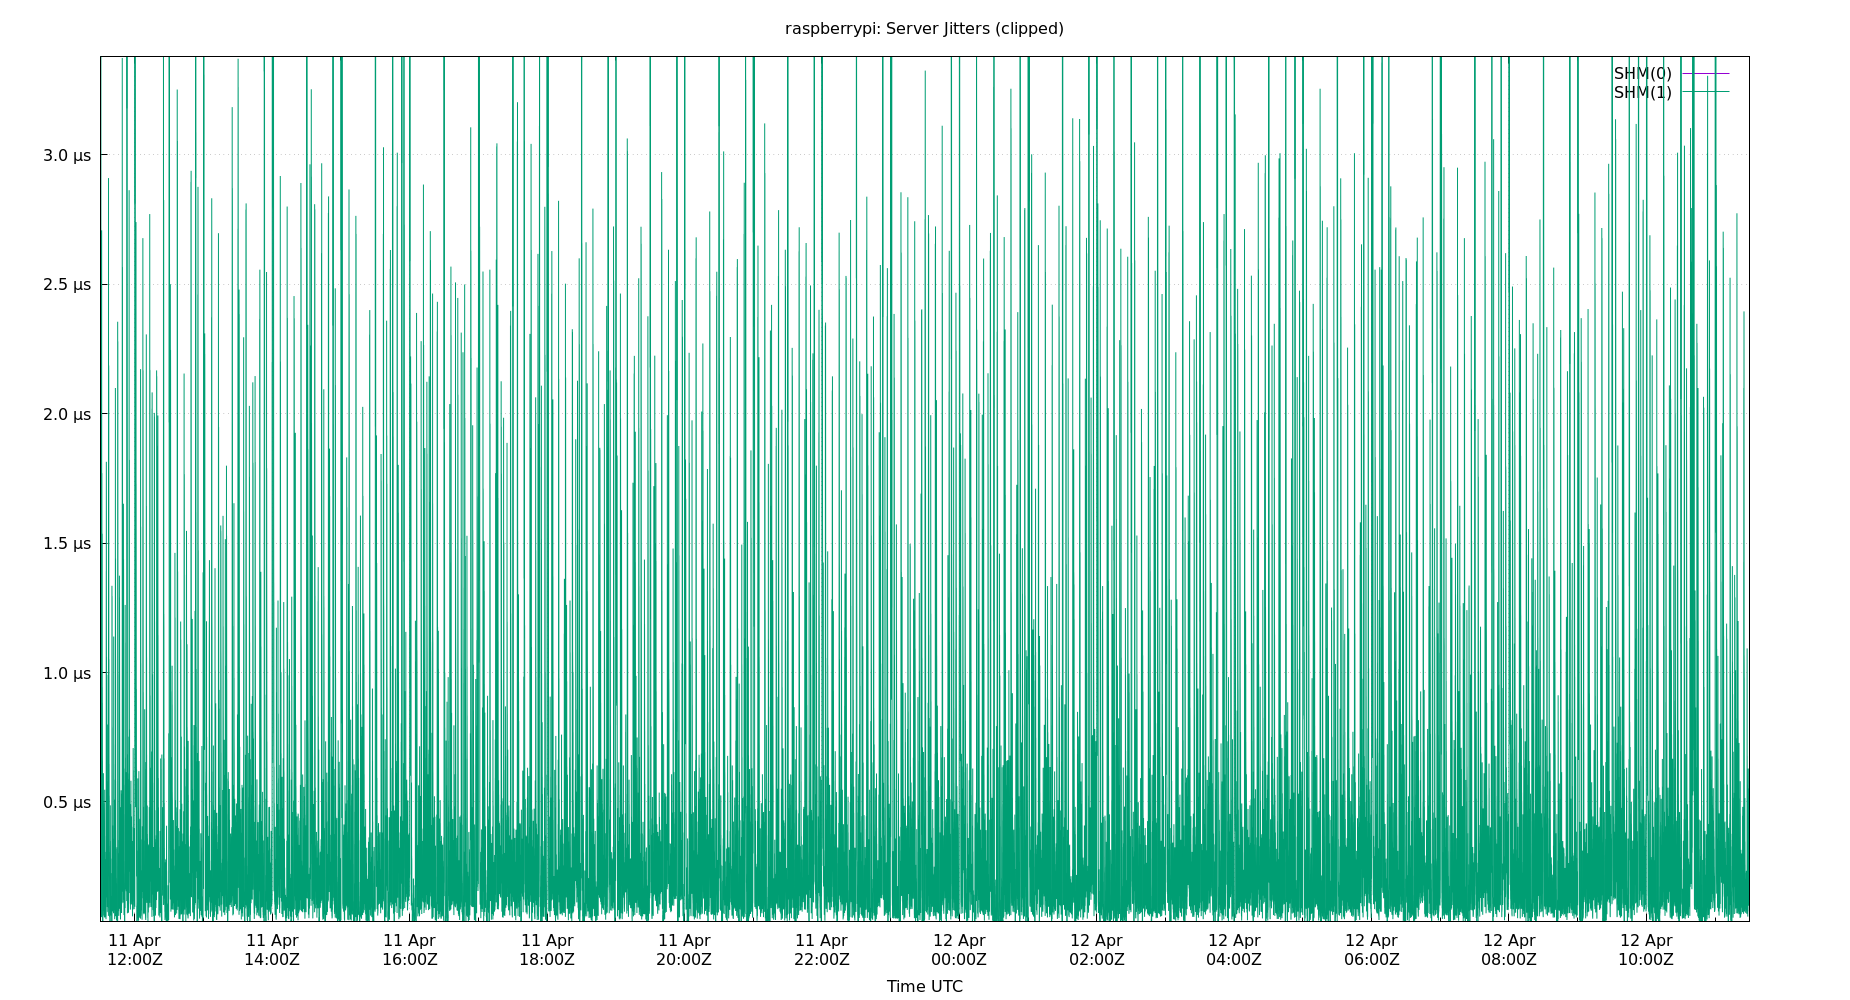 raspberrypi: Server Jitters (clipped)
SHM(0)
SHM(1)
3.0 μs
2.5 μs
2.0 μs
1.5 μs
1.0 μs
0.5 μs
11 Apr 11 Apr 11 Apr 11 Apr 11 Apr 11 Apr 12 Apr 12 Apr 12 Apr 12 Apr 12 Apr 12 Apr
12:00Z 14:00Z 16:00Z 18:00Z 20:00Z 22:00Z 00:00Z 02:00Z 04:00Z 06:00Z 08:00Z 10:00Z
Time UTC